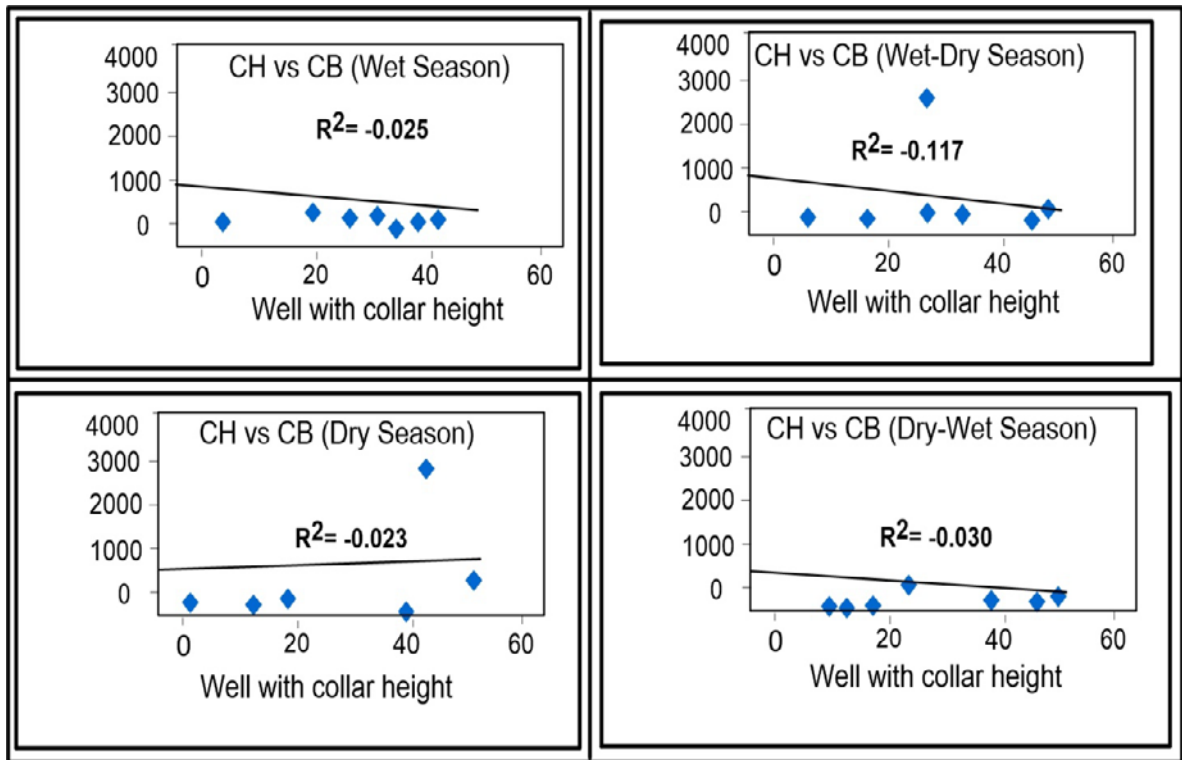 4000
CH vs CB (Wet Season)
3000
R²= -0.025
2000
1000
0
0 20 40 60
Well with collar height
4000
CH vs CB (Wet-Dry Season)
3000
2000
R²= -0.117
1000
0
0 20 40 60
Well with collar height
4000
CH vs CB (Dry Season)
3000
2000
R²= -0.023
1000
0
0 20 40 60
Well with collar height
4000
CH vs CB (Dry-Wet Season)
3000
2000
R²= -0.030
1000
0
0 20 40 60
Well with collar height